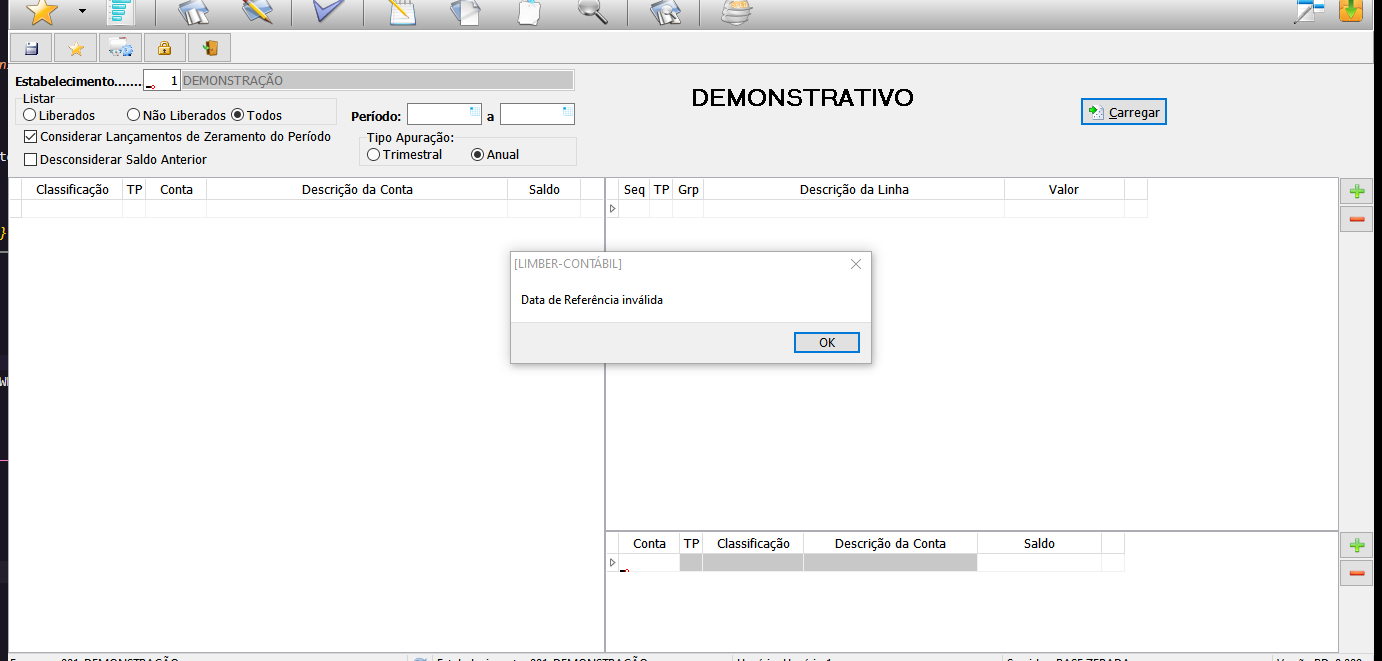 Estabelecimento....... 1 DEMONSTRAÇÃO
Listar
Liberados Não Liberados Todos
Considerar Lançamentos de Zeramento do Período
Desconsiderar Saldo Anterior
Período: a
Tipo Apuração:
Trimestral Anual
DEMONSTRATIVO
Carregar
Classificação TP Conta Descrição da Conta Saldo
Seq TP Grp Descrição da Linha Valor
[LIMBER-CONTÁBIL]
Data de Referência inválida
OK
Conta TP Classificação Descrição da Conta Saldo